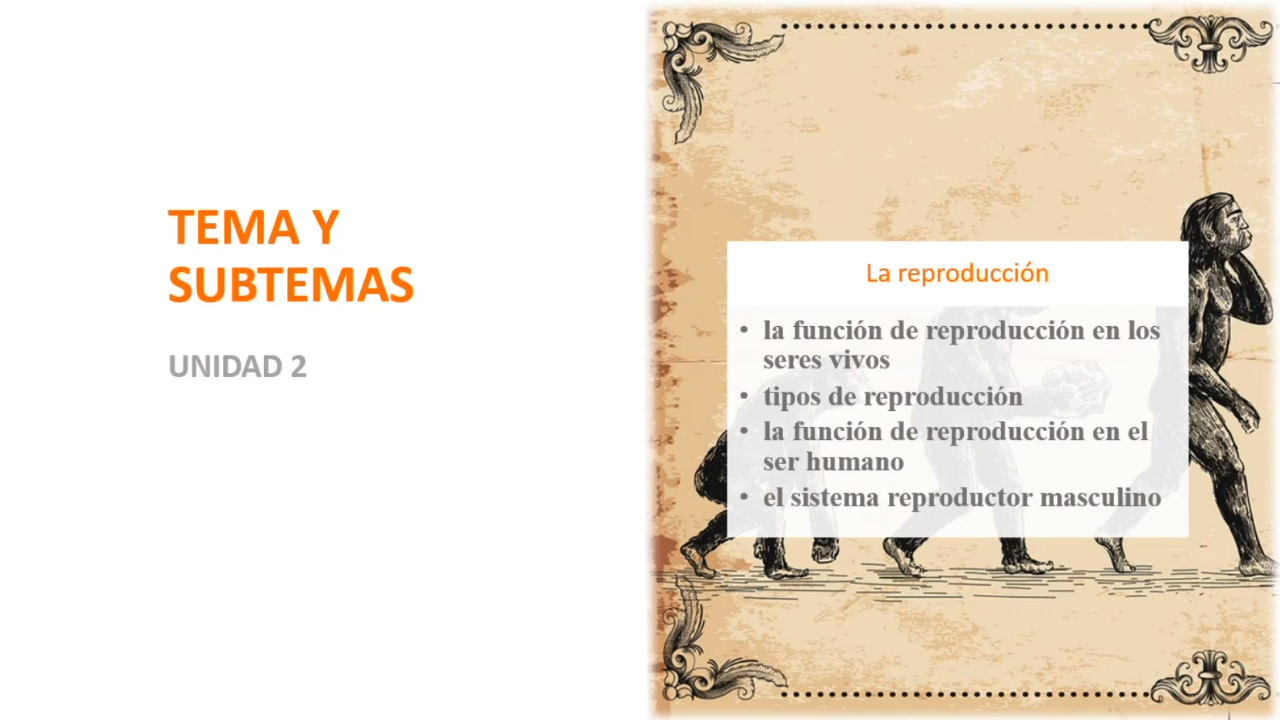 TEMA Y
SUBTEMAS
UNIDAD 2
La reproducción
• la función de reproducción en los
seres vivos
• tipos de reproducción
• la función de reproducción en el
ser humano
• el sistema reproductor masculino